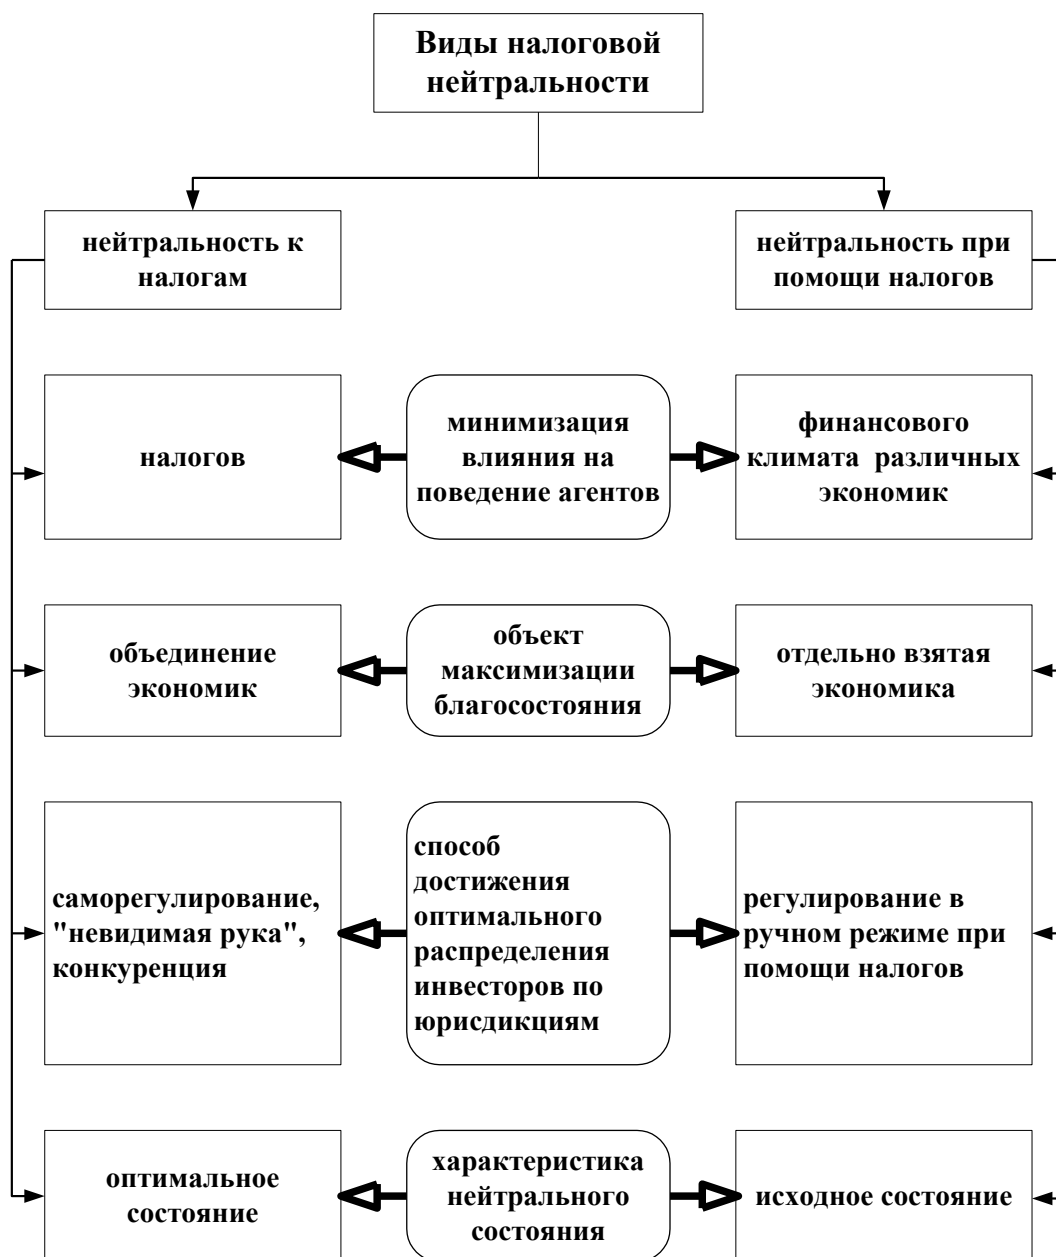 Виды налоговой
нейтральности
нейтральность к
налогам
нейтральность при
помощи налогов
налогов
минимизация
влияния на
поведение агентов
финансового
климата различных
экономик
объединение
экономик
объект
максимизации
благосостояния
отдельно взятая
экономика
саморегулирование,
"невидимая рука",
конкуренция
способ
достижения
оптимального
распределения
инвесторов по
юрисдикциям
регулирование в
ручном режиме при
помощи налогов
оптимальное
состояние
характеристика
нейтрального
состояния
исходное состояние